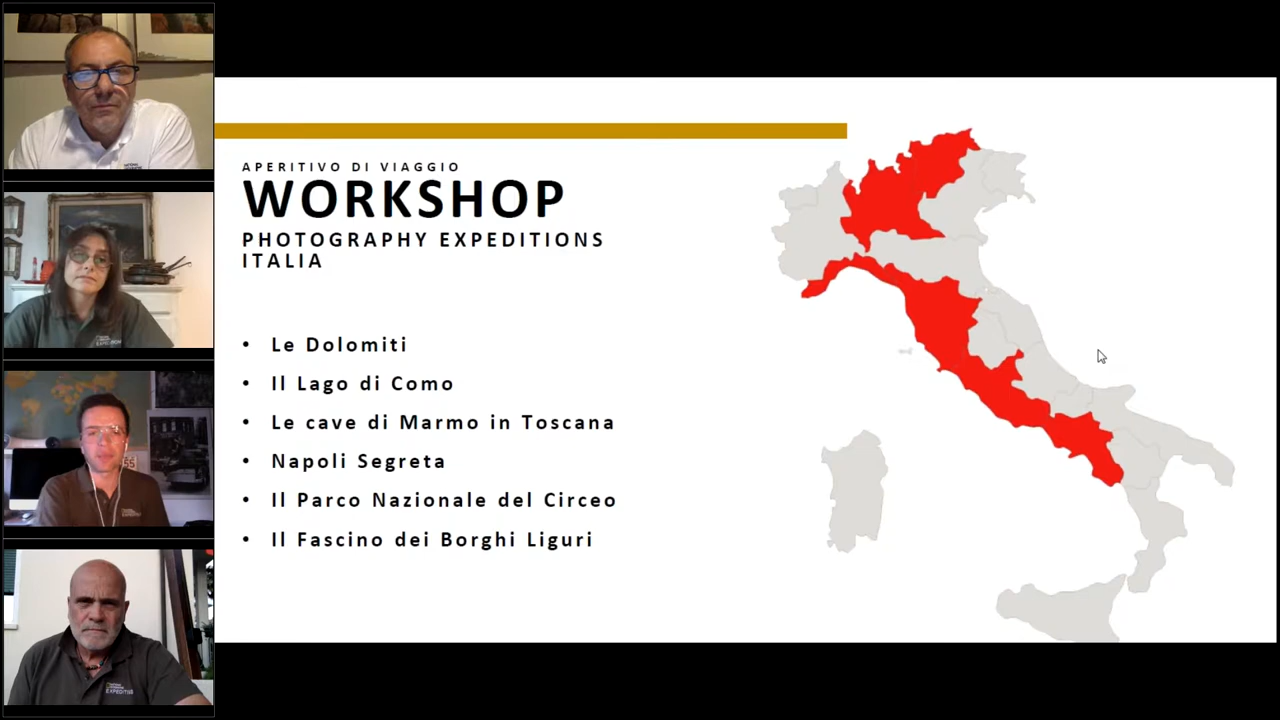 APERITIVO DI VIAGGIO
WORKSHOP
PHOTOGRAPHY EXPEDITIONS
ITALIA
• Le Dolomiti
• Il Lago di Como
• Le cave di Marmo in Toscana
• Napoli Segreta
• Il Parco Nazionale del Circeo
• Il Fascino dei Borghi Liguri